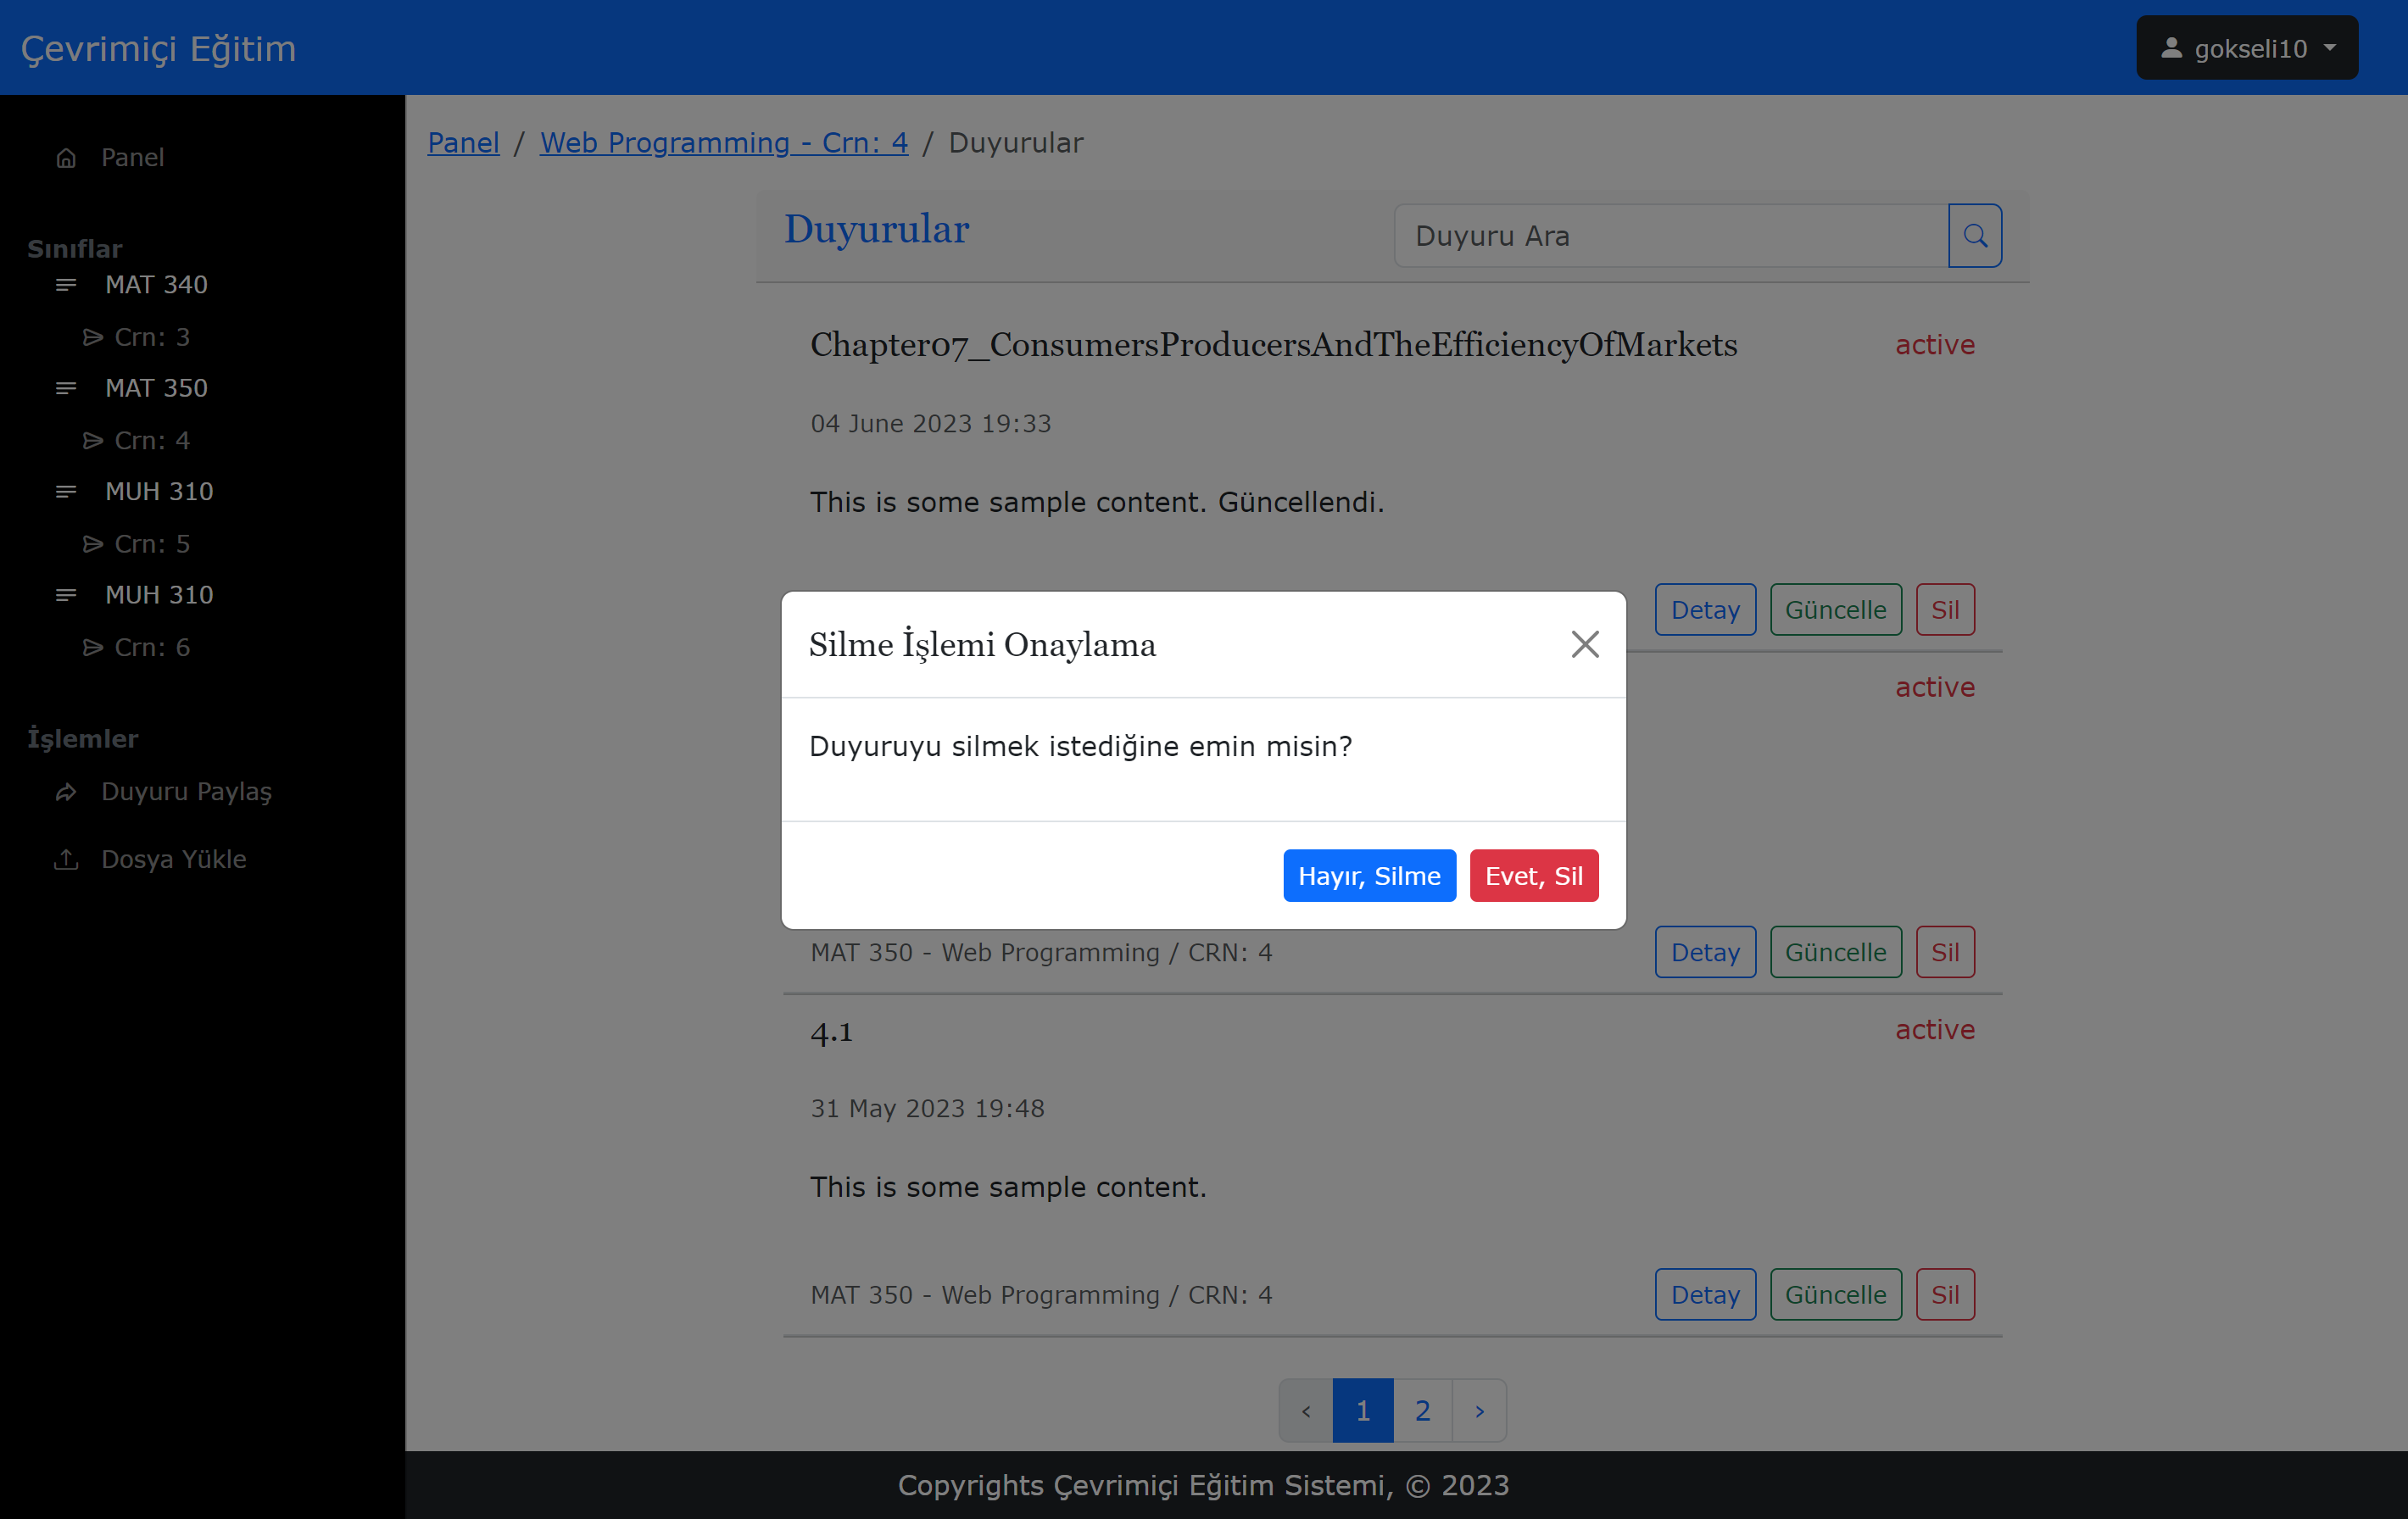 Çevrimiçi Eğitim
gokseli10
Panel
Sınıflar
MAT 340
Crn: 3
MAT 350
Crn: 4
MUH 310
Crn: 5
MUH 310
Crn: 6
İşlemler
Duyuru Paylaş
Dosya Yükle
Panel / Web Programming - Crn: 4 / Duyurular
Duyurular
Duyuru Ara
Chapter07_ConsumersProducersAndTheEfficiencyOfMarkets
active
04 June 2023 19:33
This is some sample content. Güncellendi.
Detay Güncelle Sil
active
Silme İşlemi Onaylama
Duyuruyu silmek istediğine emin misin?
Hayır, Silme Evet, Sil
MAT 350 - Web Programming / CRN: 4
Detay Güncelle Sil
4.1
active
31 May 2023 19:48
This is some sample content.
MAT 350 - Web Programming / CRN: 4
Detay Güncelle Sil
‹ 1 2 ›
Copyrights Çevrimiçi Eğitim Sistemi, © 2023